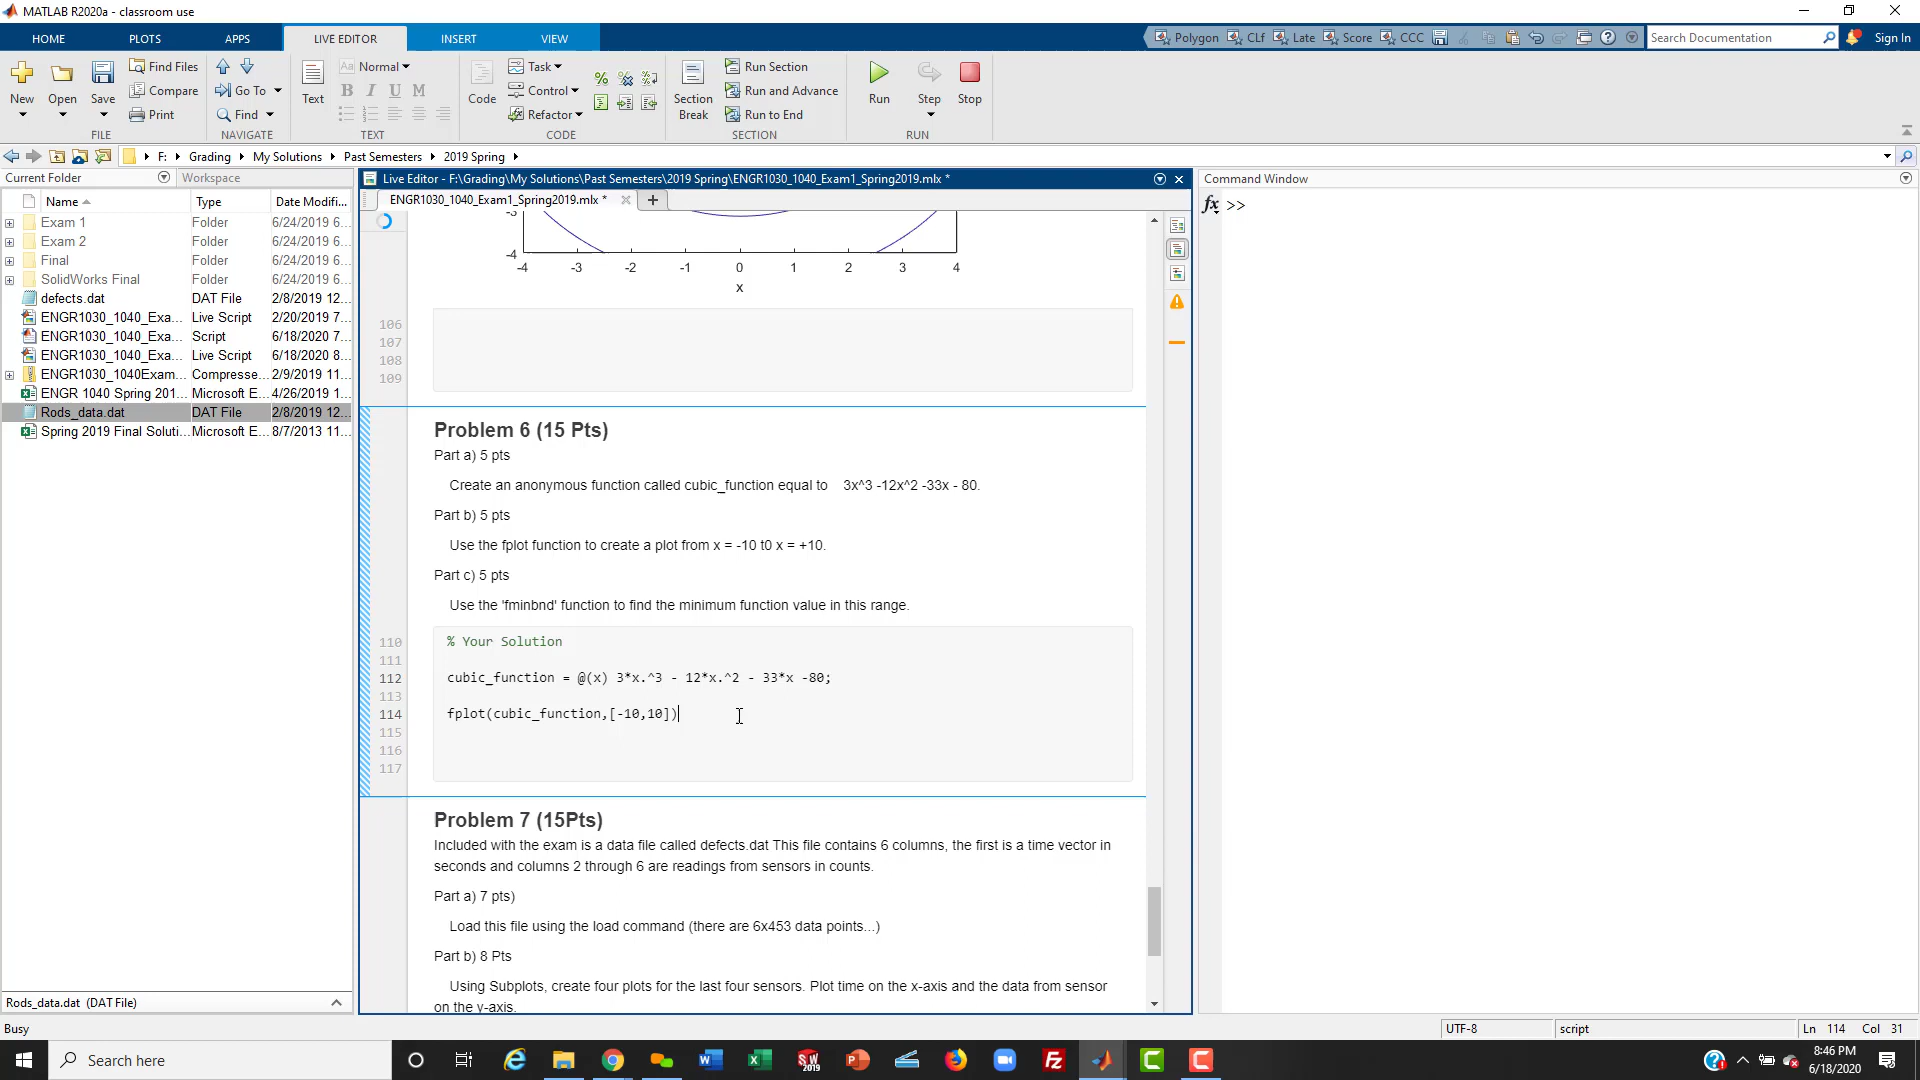 MATLAB R2020a - classroom use
HOME PLOTS APPS LIVE EDITOR INSERT VIEW
Polygon CLf Late Score CCC Search Documentation Sign In
New Open Save Find Files Compare Print
FILE
Go To Find
NAVIGATE
Text Normal B I U M
TEXT
Code Task Control Refactor
CODE
Section Break Run Section Run and Advance Run to End
SECTION
Run Step Stop
RUN
F: Grading My Solutions Past Semesters 2019 Spring
Current Folder Workspace
Name Type Date Modifi...
Exam 1 Folder 6/24/2019 6...
Exam 2 Folder 6/24/2019 6...
Final Folder 6/24/2019 6...
SolidWorks Final Folder 6/24/2019 6...
defects.dat DAT File 2/8/2019 12...
ENGR1030_1040_Exa... Live Script 2/20/2019 7...
ENGR1030_1040_Exa... Script 6/18/2020 7...
ENGR1030_1040_Exa... Live Script 6/18/2020 8...
ENGR1030_1040Exam... Compresse... 2/9/2019 11...
ENGR 1040 Spring 201... Microsoft E... 4/26/2019 1...
Rods_data.dat DAT File 2/8/2019 12...
Spring 2019 Final Soluti... Microsoft E... 8/7/2013 11...
Rods_data.dat (DAT File)
Live Editor - F:\Grading\My Solutions\Past Semesters\2019 Spring\ENGR1030_1040_Exam1_Spring2019.mlx *
ENGR1030_1040_Exam1_Spring2019.mlx *
-3
-4
-4 -3 -2 -1 0 1 2 3 4
x
106
107
108
109
Problem 6 (15 Pts)
Part a) 5 pts
Create an anonymous function called cubic_function equal to 3x^3 -12x^2 -33x - 80.
Part b) 5 pts
Use the fplot function to create a plot from x = -10 t0 x = +10.
Part c) 5 pts
Use the 'fminbnd' function to find the minimum function value in this range.
110 % Your Solution
111
112 cubic_function = @(x) 3*x.^3 - 12*x.^2 - 33*x -80;
113
114 fplot(cubic_function,[-10,10])
115
116
117
Problem 7 (15Pts)
Included with the exam is a data file called defects.dat This file contains 6 columns, the first is a time vector in
seconds and columns 2 through 6 are readings from sensors in counts.
Part a) 7 pts)
Load this file using the load command (there are 6x453 data points...)
Part b) 8 Pts
Using Subplots, create four plots for the last four sensors. Plot time on the x-axis and the data from sensor
on the y-axis.
Command Window
fx >>
Busy UTF-8 script Ln 114 Col 31
Search here
8:46 PM
6/18/2020